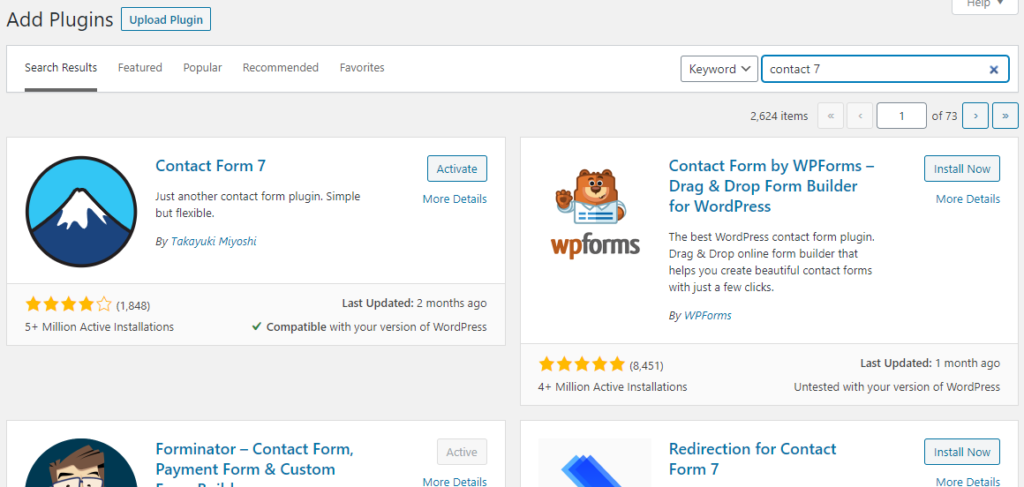 Help
Add Plugins Upload Plugin
Search Results Featured Popular Recommended Favorites Keyword contact 7
2,624 items « ‹ 1 of 73 › »
Contact Form 7
Activate
More Details
Just another contact form plugin. Simple
but flexible.
By Takayuki Miyoshi
(1,848)
5+ Million Active Installations
Last Updated: 2 months ago
Compatible with your version of WordPress
wpforms
Contact Form by WPForms –
Drag & Drop Form Builder
for WordPress
Install Now
More Details
The best WordPress contact form plugin.
Drag & Drop online form builder that
helps you create beautiful contact forms
with just a few clicks.
By WPForms
(8,451)
4+ Million Active Installations
Last Updated: 1 month ago
Untested with your version of WordPress
Forminator – Contact Form,
Payment Form & Custom
Active
More Details
Redirection for Contact
Form 7
Install Now
More Details